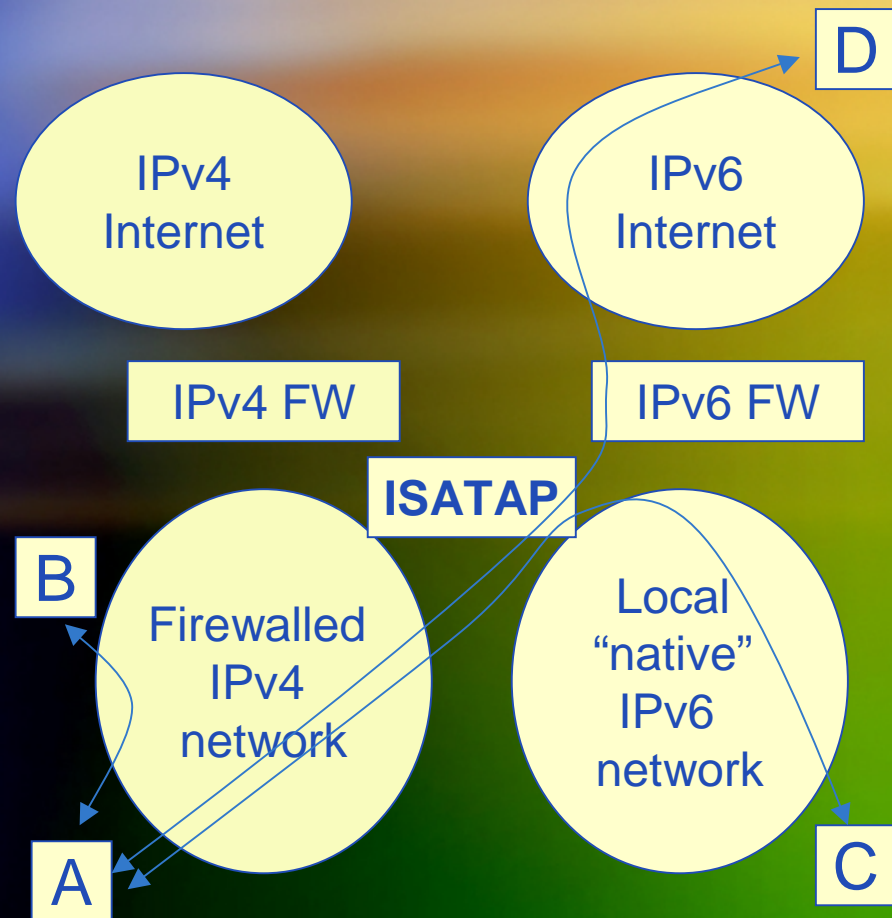 D
IPv4
Internet
IPv6
Internet
IPv4 FW
IPv6 FW
ISATAP
B
Firewalled
IPv4
network
Local
“native”
IPv6
network
A
C